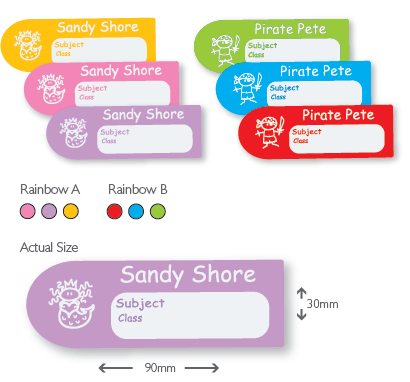 Sandy Shore
Subject
Class
Sandy Shore
Subject
Class
Sandy Shore
Subject
Class
Pirate Pete
Subject
Class
Pirate Pete
Subject
Class
Pirate Pete
Subject
Class
Rainbow A
Rainbow B
Actual Size
Sandy Shore
Subject
Class
30mm
90mm